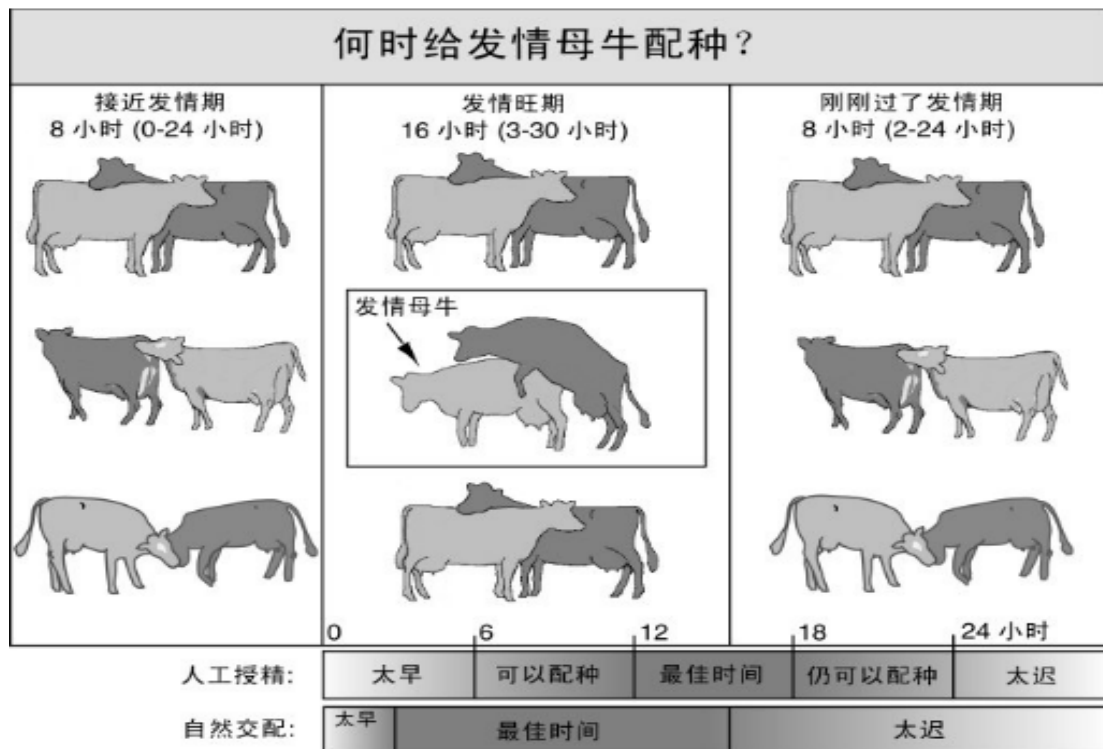 何时给发情母牛配种?
接近发情期
8 小时 (0-24 小时)
发情旺期
16 小时 (3-30 小时)
刚刚过了发情期
8 小时 (2-24 小时)
发情母牛
0 6 12 18 24 小时
人工授精: 太早 可以配种 最佳时间 仍可以配种 太迟
自然交配: 太早 最佳时间 太迟